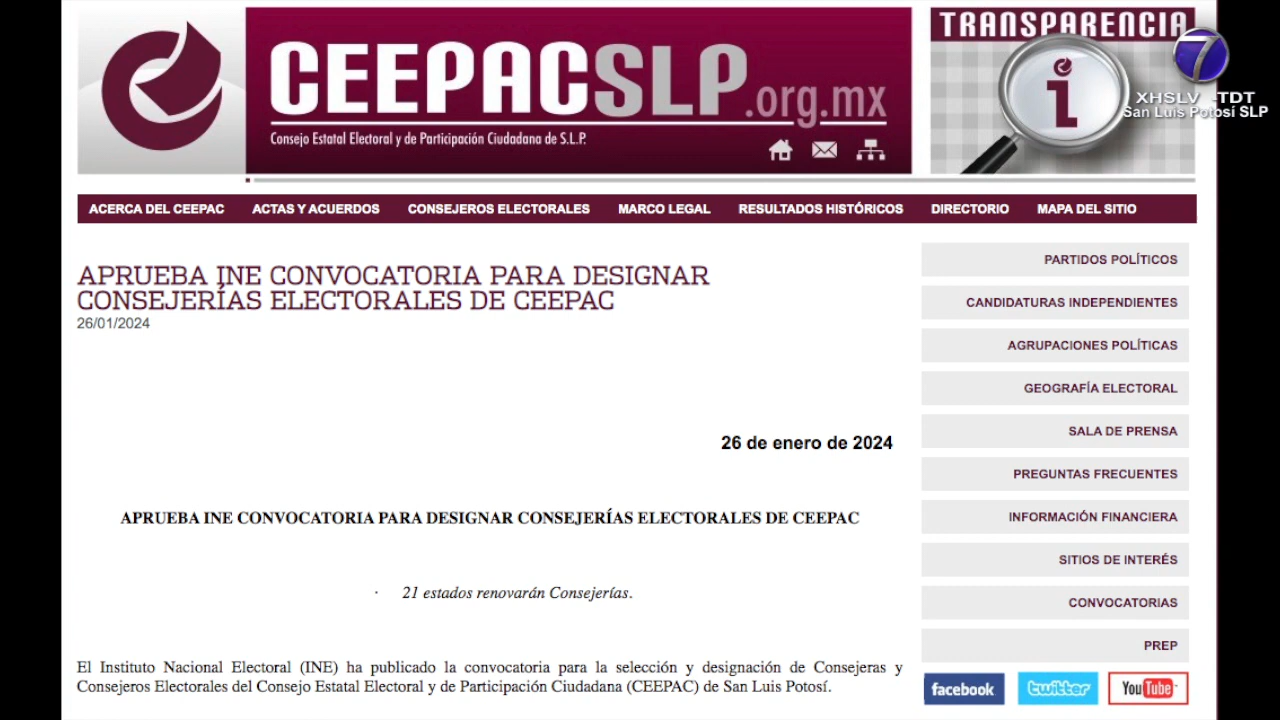 CEEPACSLP.org.mx
Consejo Estatal Electoral y de Participación Ciudadana de S.L.P.
TRANSPARENCIA
i
7
XHSLV -TDT
San Luis Potosí SLP
ACERCA DEL CEEPAC ACTAS Y ACUERDOS CONSEJEROS ELECTORALES MARCO LEGAL RESULTADOS HISTÓRICOS DIRECTORIO MAPA DEL SITIO
APRUEBA INE CONVOCATORIA PARA DESIGNAR
CONSEJERÍAS ELECTORALES DE CEEPAC
26/01/2024
26 de enero de 2024
APRUEBA INE CONVOCATORIA PARA DESIGNAR CONSEJERÍAS ELECTORALES DE CEEPAC
· 21 estados renovarán Consejerías.
El Instituto Nacional Electoral (INE) ha publicado la convocatoria para la selección y designación de Consejeras y
Consejeros Electorales del Consejo Estatal Electoral y de Participación Ciudadana (CEEPAC) de San Luis Potosí.
PARTIDOS POLÍTICOS
CANDIDATURAS INDEPENDIENTES
AGRUPACIONES POLÍTICAS
GEOGRAFÍA ELECTORAL
SALA DE PRENSA
PREGUNTAS FRECUENTES
INFORMACIÓN FINANCIERA
SITIOS DE INTERÉS
CONVOCATORIAS
PREP
facebook twitter YouTube